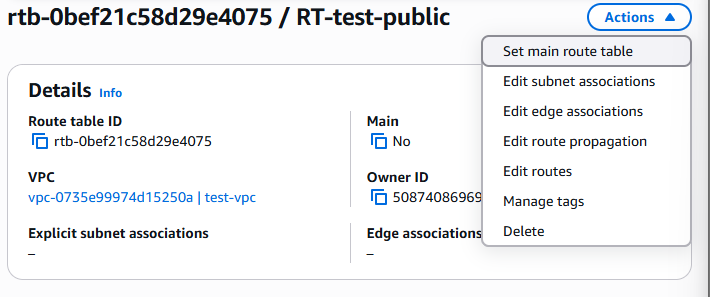 rtb-0bef21c58d29e4075 / RT-test-public
Actions
Set main route table
Edit subnet associations
Edit edge associations
Edit route propagation
Edit routes
Manage tags
Delete
Details Info
Route table ID
rtb-0bef21c58d29e4075
Main
No
VPC
vpc-0735e99974d15250a | test-vpc
Owner ID
50874086969
Explicit subnet associations
–
Edge associations
–